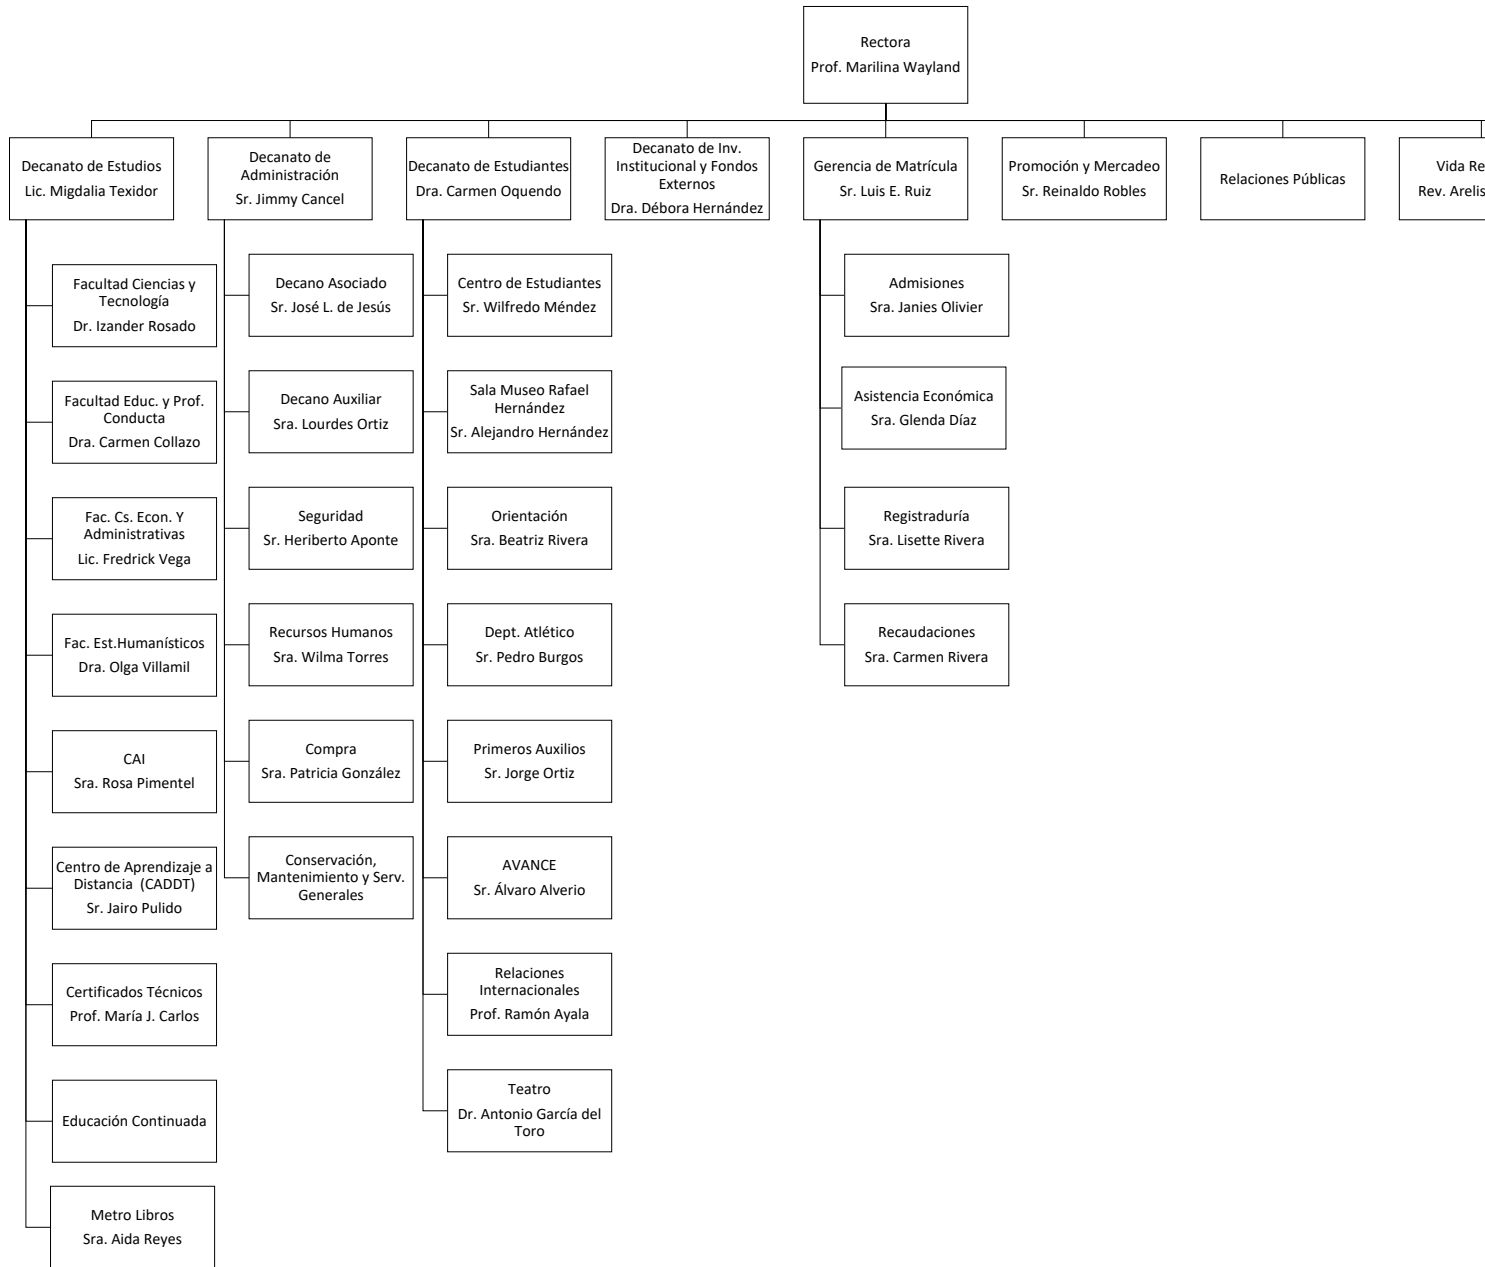 Rectora
Prof. Marilina Wayland
Decanato de Estudios
Lic. Migdalia Texidor
Decanato de
Administración
Sr. Jimmy Cancel
Decanato de Estudiantes
Dra. Carmen Oquendo
Decanato de Inv.
Institucional y Fondos
Externos
Dra. Débora Hernández
Gerencia de Matrícula
Sr. Luis E. Ruiz
Promoción y Mercadeo
Sr. Reinaldo Robles
Relaciones Públicas
Vida Re
Rev. Arelis
Facultad Ciencias y
Tecnología
Dr. Izander Rosado
Facultad Educ. y Prof.
Conducta
Dra. Carmen Collazo
Fac. Cs. Econ. Y
Administrativas
Lic. Fredrick Vega
Fac. Est.Humanísticos
Dra. Olga Villamil
CAI
Sra. Rosa Pimentel
Centro de Aprendizaje a
Distancia (CADDT)
Sr. Jairo Pulido
Certificados Técnicos
Prof. María J. Carlos
Educación Continuada
Metro Libros
Sra. Aida Reyes
Decano Asociado
Sr. José L. de Jesús
Decano Auxiliar
Sra. Lourdes Ortiz
Seguridad
Sr. Heriberto Aponte
Recursos Humanos
Sra. Wilma Torres
Compra
Sra. Patricia González
Conservación,
Mantenimiento y Serv.
Generales
Centro de Estudiantes
Sr. Wilfredo Méndez
Sala Museo Rafael
Hernández
Sr. Alejandro Hernández
Orientación
Sra. Beatriz Rivera
Dept. Atlético
Sr. Pedro Burgos
Primeros Auxilios
Sr. Jorge Ortiz
AVANCE
Sr. Álvaro Alverio
Relaciones
Internacionales
Prof. Ramón Ayala
Teatro
Dr. Antonio García del
Toro
Admisiones
Sra. Janies Olivier
Asistencia Económica
Sra. Glenda Díaz
Registraduría
Sra. Lisette Rivera
Recaudaciones
Sra. Carmen Rivera